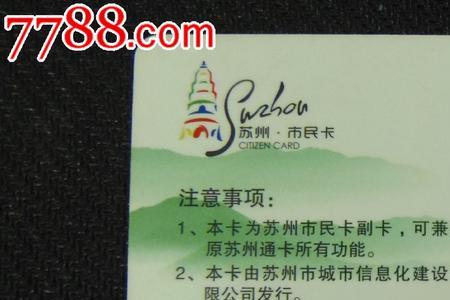 7788.com
Suzhou
苏州·市民卡
CITIZEN CARD
注意事项：
1、本卡为苏州市民卡副卡，可兼
原苏州通卡所有功能。
2、本卡由苏州市城市信息化建设
限公司发行。